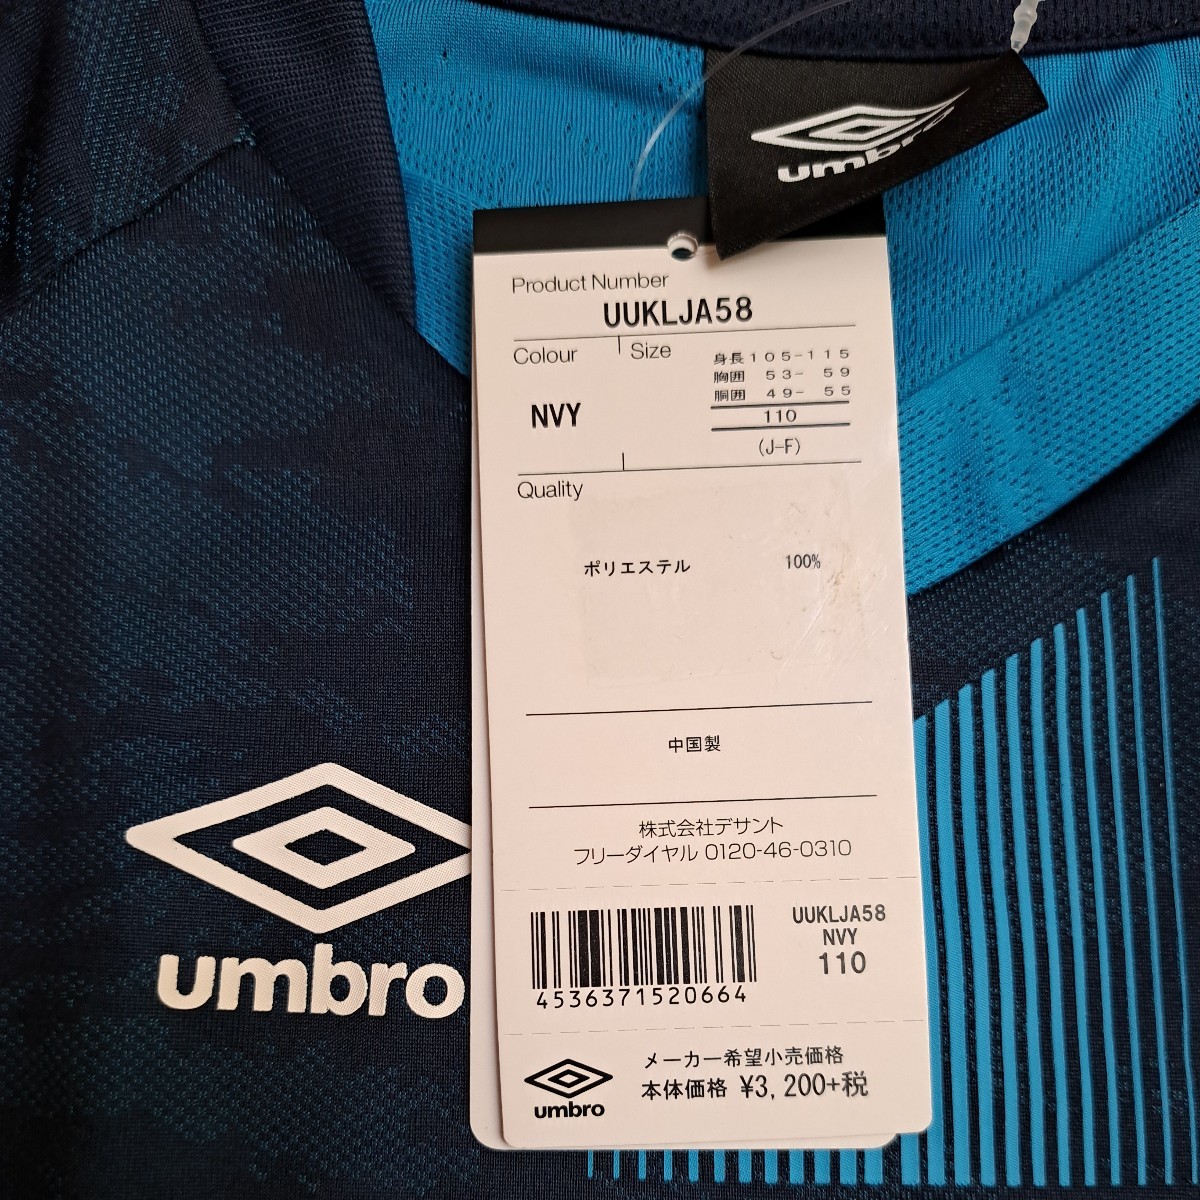 umbro
Product Number
UUKLJA58
Colour
Size
身長105-115
胸囲 53- 59
胴囲 49- 55
NVY
110
(J-F)
Quality
ポリエステル 100%
中国製
株式会社デサント
フリーダイヤル 0120-46-0310
UUKLJA58
NVY
110
4536371520664
umbro
メーカー希望小売価格
本体価格 ¥3,200+税
umbro